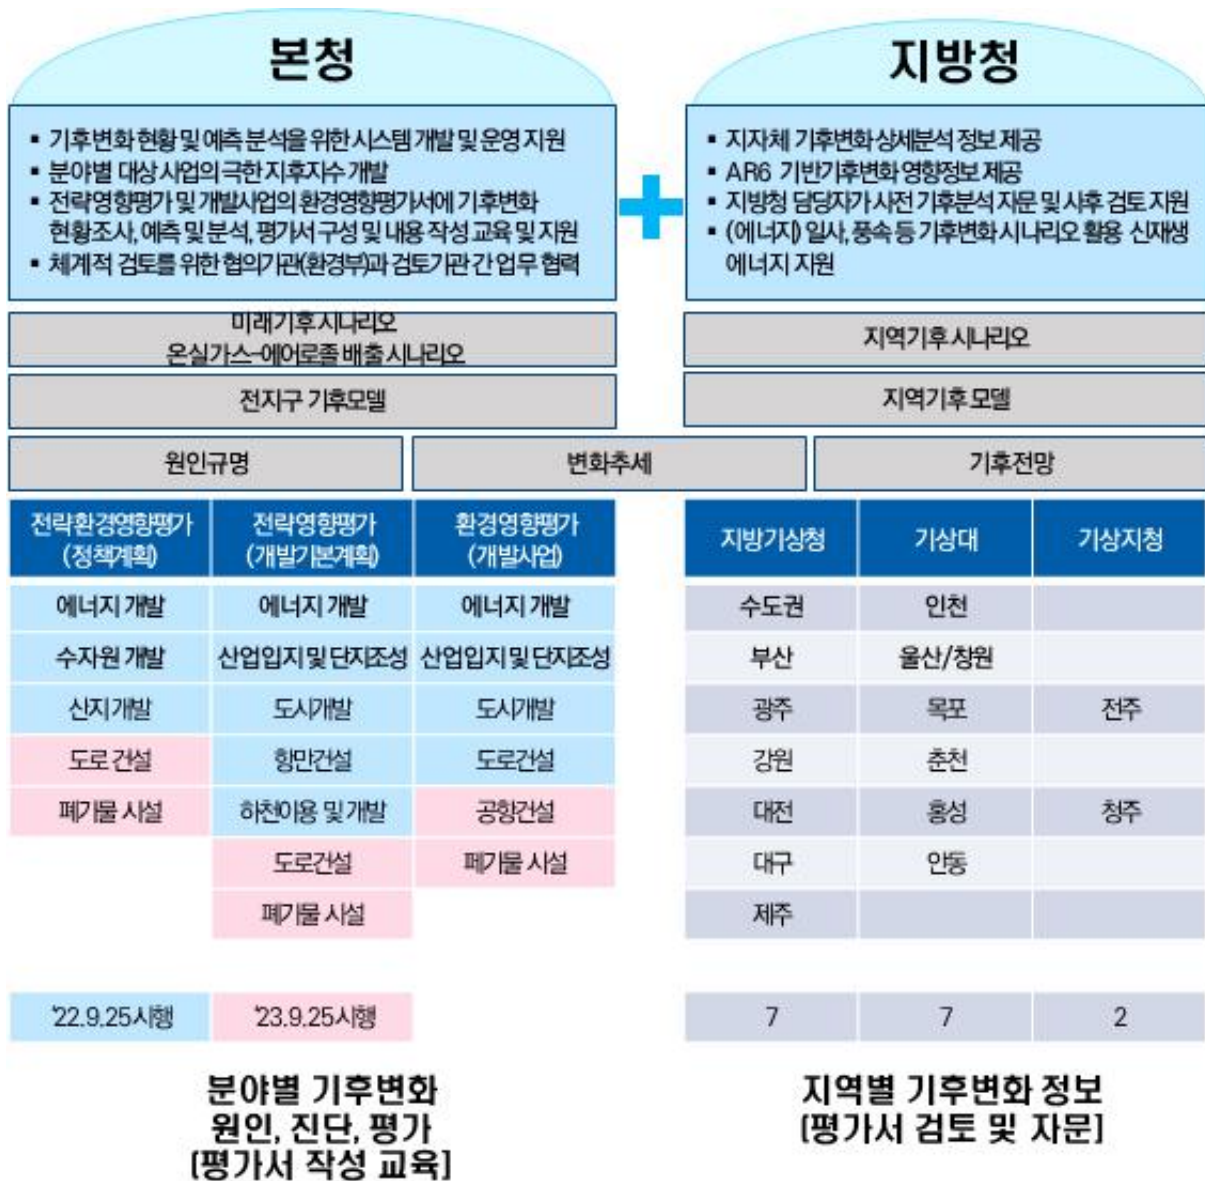 본청
▪ 기후변화 현황 및 예측 분석을 위한 시스템 개발 및 운영 지원
▪ 분야별 대상 사업의 극한 지후지수 개발
▪ 전략영향평가 및 개발사업의 환경영향평가서에 기후변화
현황조사, 예측 및 분석, 평가서 구성 및 내용 작성 교육 및 지원
▪ 체계적 검토를 위한 협의기관(환경부)과 검토기관 간 업무 협력
지방청
▪ 지자체 기후변화 상세분석 정보 제공
▪ AR6 기반기후변화 영향정보 제공
▪ 지방청 담당자가 사전 기후분석 자문 및 사후 검토 지원
▪ (에너지) 일사, 풍속 등 기후변화 시나리오 활용 신재생
에너지 지원
미래기후 시나리오
온실가스-에어로졸 배출 시나리오
지역기후 시나리오
전지구 기후모델
지역기후 모델
원인규명
변화추세
기후전망
전략환경영향평가
(정책계획)
전략영향평가
(개발기본계획)
환경영향평가
(개발사업)
에너지 개발
에너지 개발
에너지 개발
수자원 개발
산업입지 및 단지조성
산업입지 및 단지조성
산지 개발
도시개발
도시개발
도로 건설
항만건설
도로건설
폐기물 시설
하천이용 및 개발
공항건설
도로건설
폐기물 시설
폐기물 시설
'22.9.25시행
'23.9.25시행
지방기상청
기상대
기상지청
수도권
인천
부산
울산/창원
광주
목포
전주
강원
춘천
대전
홍성
청주
대구
안동
제주
7
7
2
분야별 기후변화
원인, 진단, 평가
[평가서 작성 교육]
지역별 기후변화 정보
[평가서 검토 및 자문]